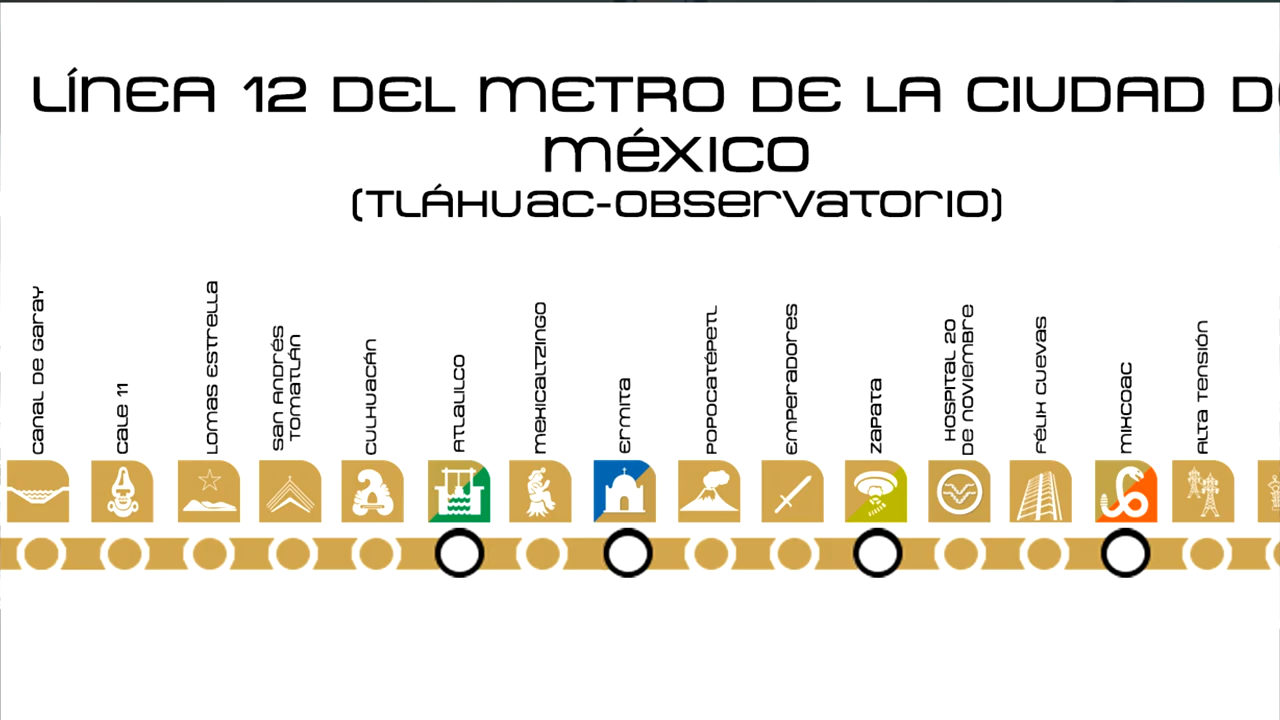 LÍNEA 12 DEL METRO DE LA CIUDAD DE
MÉXICO
(TLÁHUAC-OBSERVATORIO)
CANAL DE GARAY
CALE 11
LOMAS ESTRELLA
SAN ANDRÉS
TOMATLÁN
CULHUACÁN
ATLALILCO
MEXICALTZINGO
ERMITA
POPOCATÉPETL
EMPERADORES
ZAPATA
HOSPITAL 20
DE NOVIEMBRE
FÉLIX CUEVAS
MIXCOAC
ALTA TENSIÓN